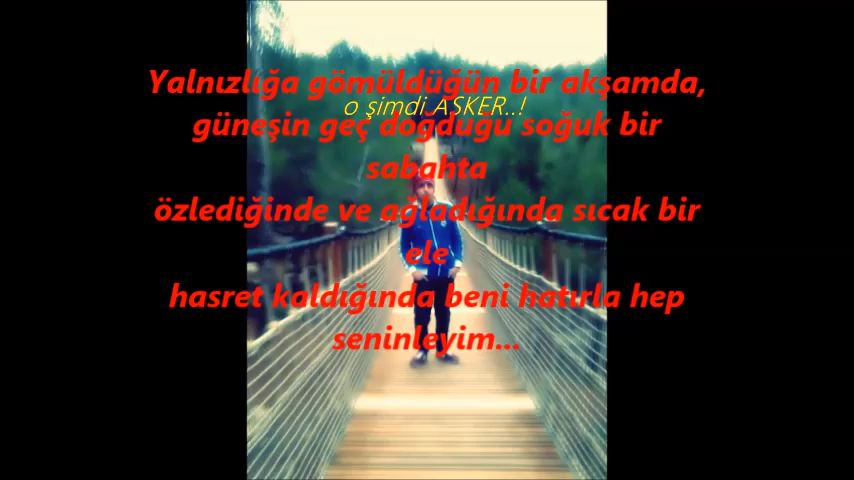 Yalnızlığa gömüldüğün bir akşamda,
o şimdi ASKER..!
güneşin geç doğduğu soğuk bir
sabahta
özlediğinde ve ağladığında sıcak bir
ele
hasret kaldığında beni hatırla hep
seninleyim...